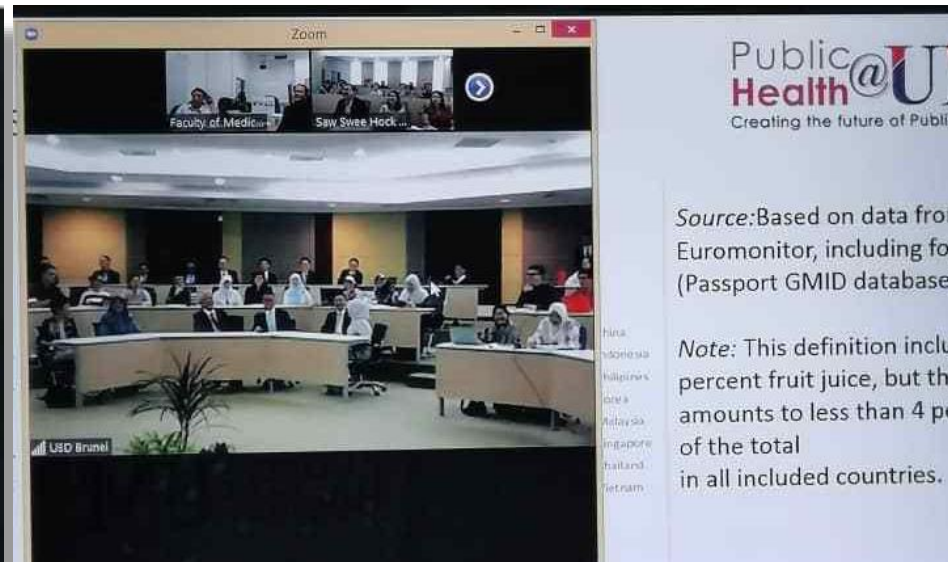 Zoom
Faculty of Medic...
Saw Swee Hock ...
UBD Brunei
Public
Health@U
Creating the future of Publi
Source:Based on data fro
Euromonitor, including fo
(Passport GMID database
Note: This definition inclu
percent fruit juice, but th
amounts to less than 4 pe
of the total
in all included countries.
hina
ndonesia
hilipines
orea
Malaysia
ingapore
hailand
ietnam